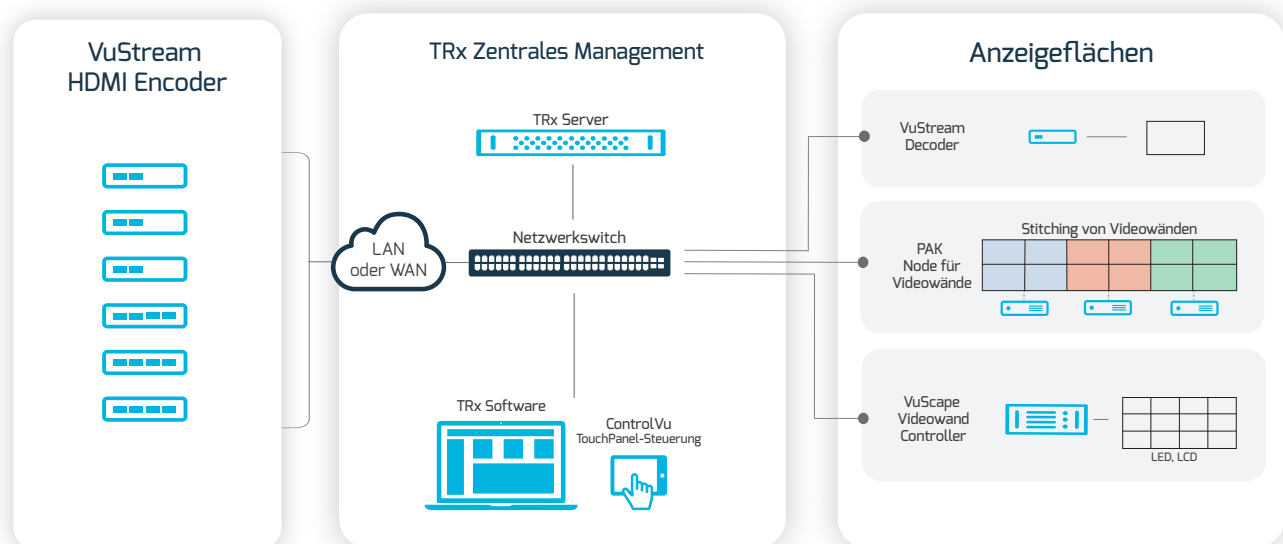 VuStream
HDMI Encoder
TRx Zentrales Management
TRx Server
LAN
oder WAN
Netzwerkswitch
TRx Software
ControlVu
TouchPanel-Steuerung
Anzeigeflächen
VuStream
Decoder
PAK
Node für
Videowände
Stitching von Videowänden
VuScape
Videowand
Controller
LED, LCD